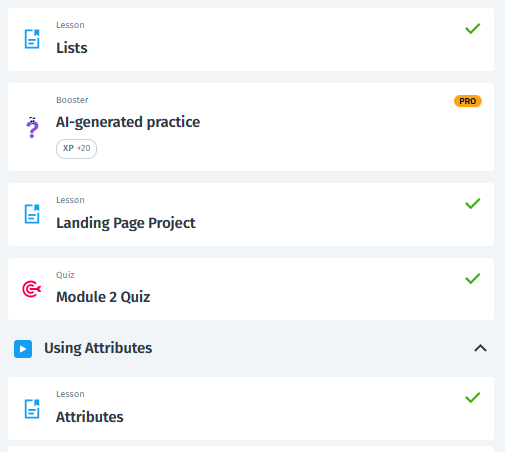 Lesson
Lists
Booster
PRO
AI-generated practice
XP +20
Lesson
Landing Page Project
Quiz
Module 2 Quiz
Using Attributes
Lesson
Attributes